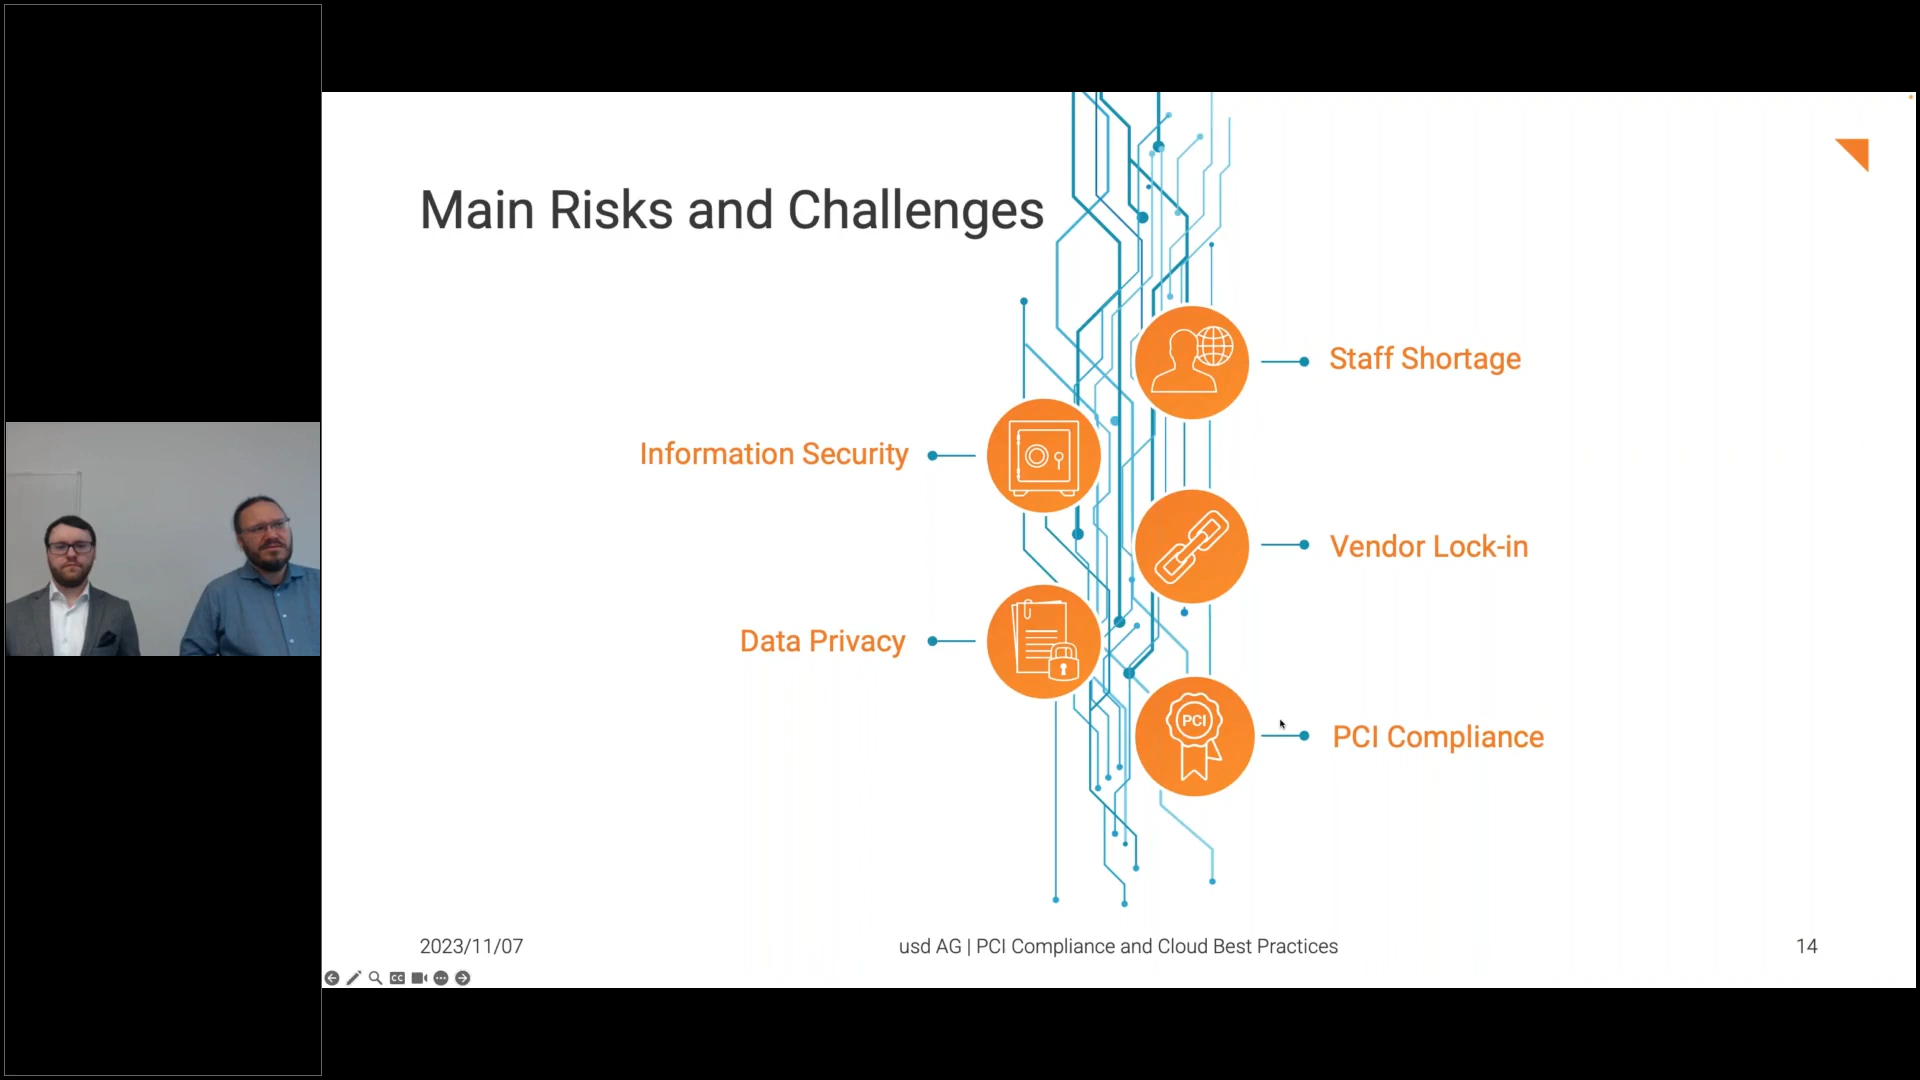 Main Risks and Challenges
Staff Shortage
Information Security
Vendor Lock-in
Data Privacy
PCI
PCI Compliance
2023/11/07
usd AG | PCI Compliance and Cloud Best Practices
14
CC